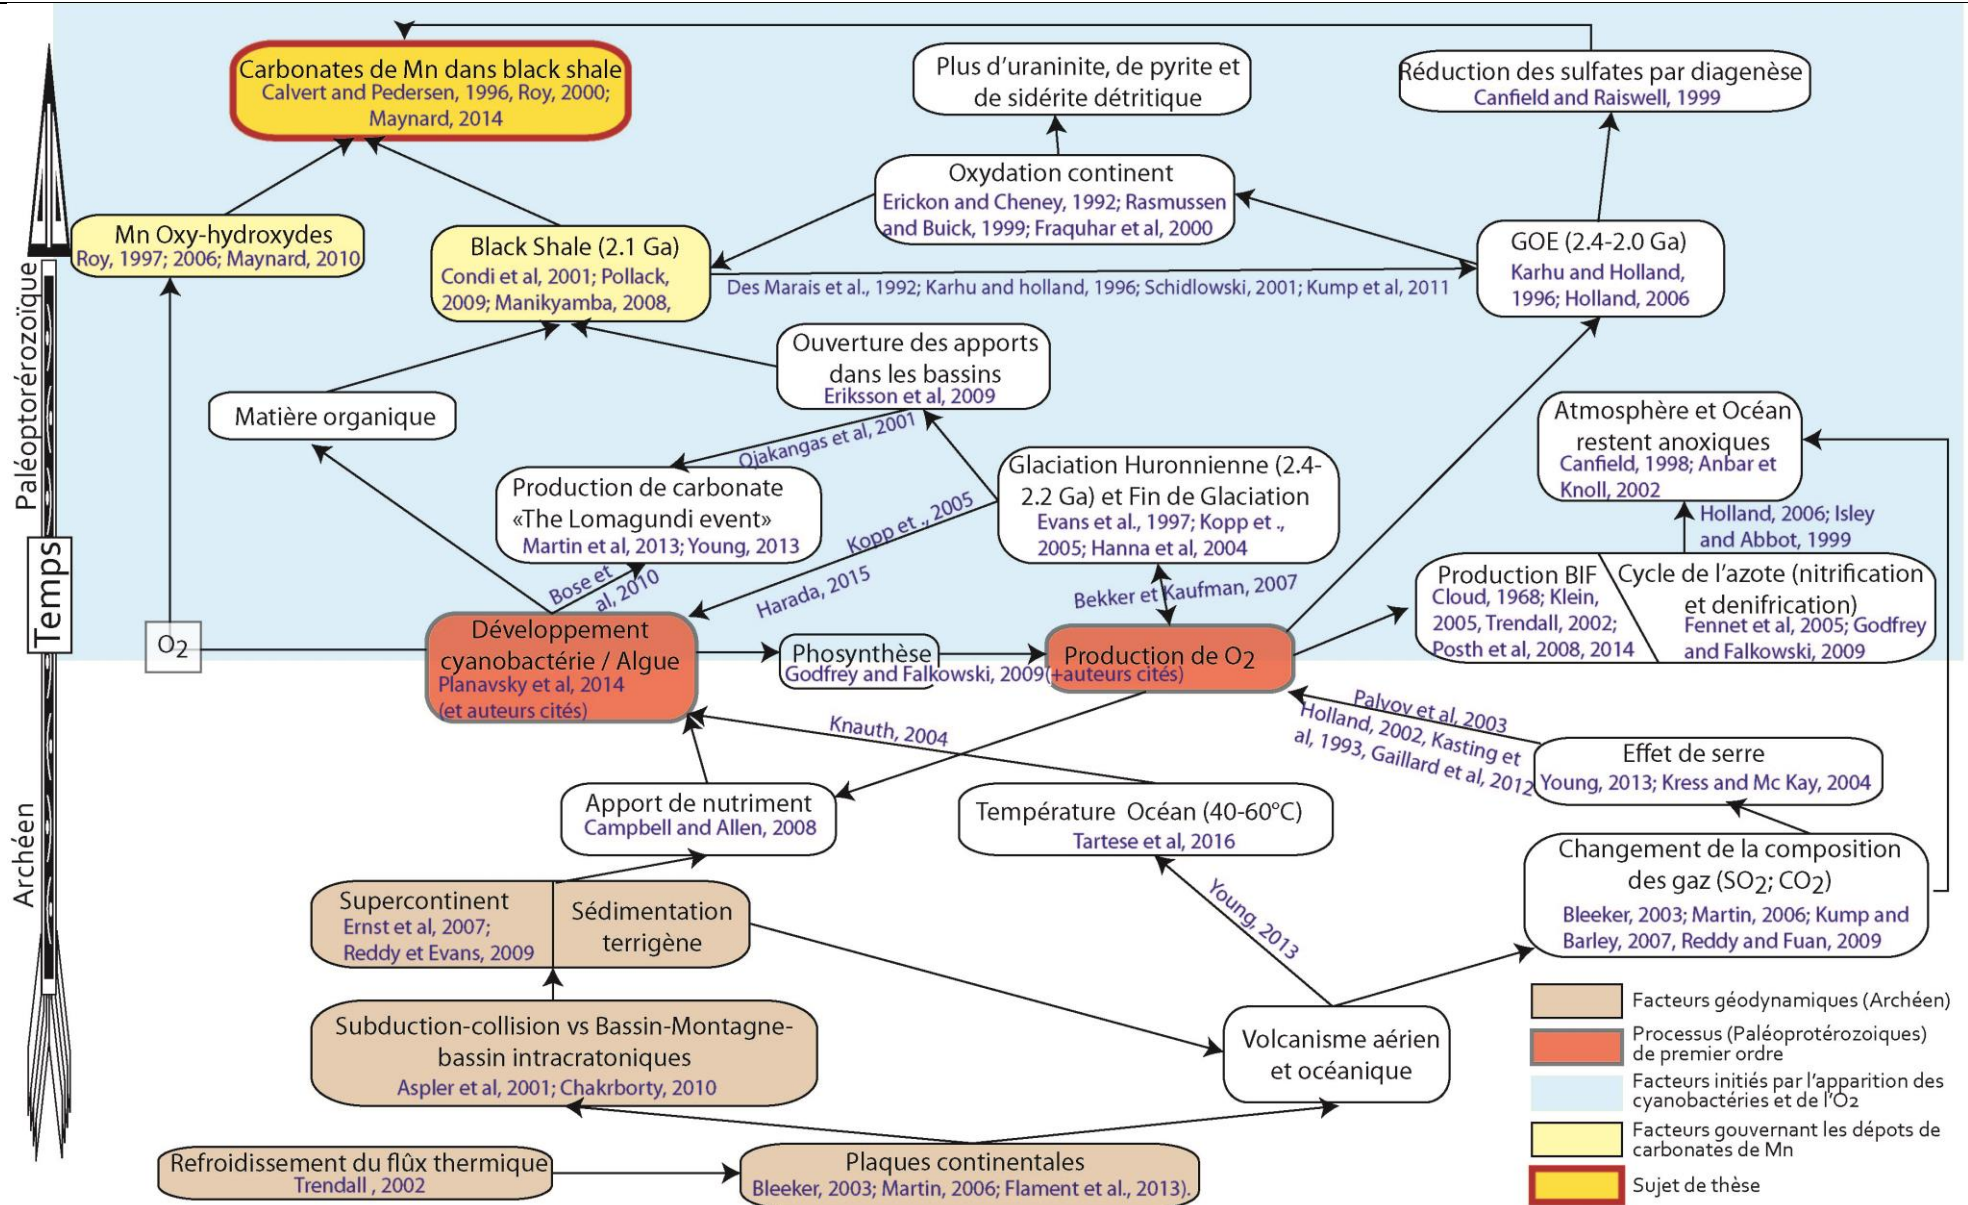 Carbonates de Mn dans black shale
Calvert and Pedersen, 1996, Roy, 2000;
Maynard, 2014
Plus d'uraninite, de pyrite et
de sidérite détritique
Réduction des sulfates par diagenèse
Canfield and Raiswell, 1999
Oxydation continent
Erickon and Cheney, 1992; Rasmussen
and Buick, 1999; Fraquhar et al, 2000
Mn Oxy-hydroxydes
Roy, 1997; 2006; Maynard, 2010
Black Shale (2.1 Ga)
Condi et al, 2001; Pollack,
2009; Manikyamba, 2008,
GOE (2.4-2.0 Ga)
Karhu and Holland,
1996; Holland, 2006
Des Marais et al., 1992; Karhu and holland, 1996; Schidlowski, 2001; Kump et al, 2011
Ouverture des apports
dans les bassins
Eriksson et al, 2009
Matière organique
Ojakangas et al, 2001
Atmosphère et Océan
restent anoxiques
Canfield, 1998; Anbar et
Knoll, 2002
Production de carbonate
«The Lomagundi event»
Martin et al, 2013; Young, 2013
Glaciation Huronnienne (2.4-
2.2 Ga) et Fin de Glaciation
Evans et al., 1997; Kopp et .,
2005; Hanna et al, 2004
Kopp et ., 2005
Harada, 2015
Bose et
al, 2010
Bekker et Kaufman, 2007
Holland, 2006; Isley
and Abbot, 1999
Production BIF
Cloud, 1968; Klein,
2005, Trendall, 2002;
Posth et al, 2008, 2014
Cycle de l'azote (nitrification
et denifrication)
Fennet et al, 2005; Godfrey
and Falkowski, 2009
Paléoptorérozoïque
Temps
Archéen
O2
Développement
cyanobactérie / Algue
Planavsky et al, 2014
(et auteurs cités)
Phosynthèse
Godfrey and Falkowski, 2009(+auteurs cités)
Production de O2
Knauth, 2004
Palvov et al, 2003
Holland, 2002, Kasting et
al, 1993, Gaillard et al, 2012
Effet de serre
Young, 2013; Kress and Mc Kay, 2004
Apport de nutriment
Campbell and Allen, 2008
Température Océan (40-60°C)
Tartese et al, 2016
Changement de la composition
des gaz (SO2; CO2)
Bleeker, 2003; Martin, 2006; Kump and
Barley, 2007, Reddy and Fuan, 2009
Young, 2013
Supercontinent
Ernst et al, 2007;
Reddy et Evans, 2009
Sédimentation
terrigène
Subduction-collision vs Bassin-Montagne-
bassin intracratoniques
Aspler et al, 2001; Chakrborty, 2010
Volcanisme aérien
et océanique
Refroidissement du flûx thermique
Trendall , 2002
Plaques continentales
Bleeker, 2003; Martin, 2006; Flament et al., 2013).
Facteurs géodynamiques (Archéen)
Processus (Paléoprotérozoiques)
de premier ordre
Facteurs initiés par l'apparition des
cyanobactéries et de l'O2
Facteurs gouvernant les dépots de
carbonates de Mn
Sujet de thèse